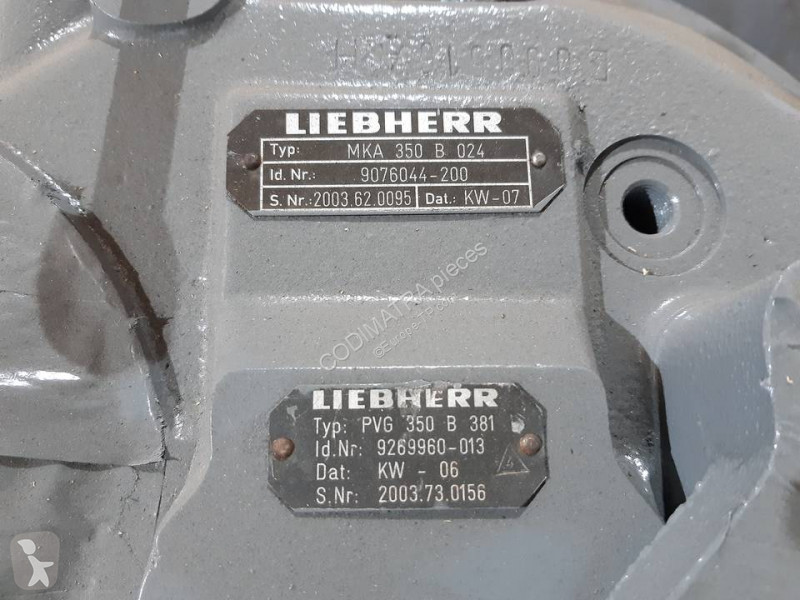 LIEBHERR
Typ: MKA 350 B 024
Id. Nr.: 9076044-200
S. Nr.: 2003.62.0095 Dat.: KW-07
CODIMATRA pieces
LIEBHERR
Typ: PVG 350 B 381
Id.Nr: 9269960-013
Dat: KW - 06
4
S.Nr: 2003.73.0156